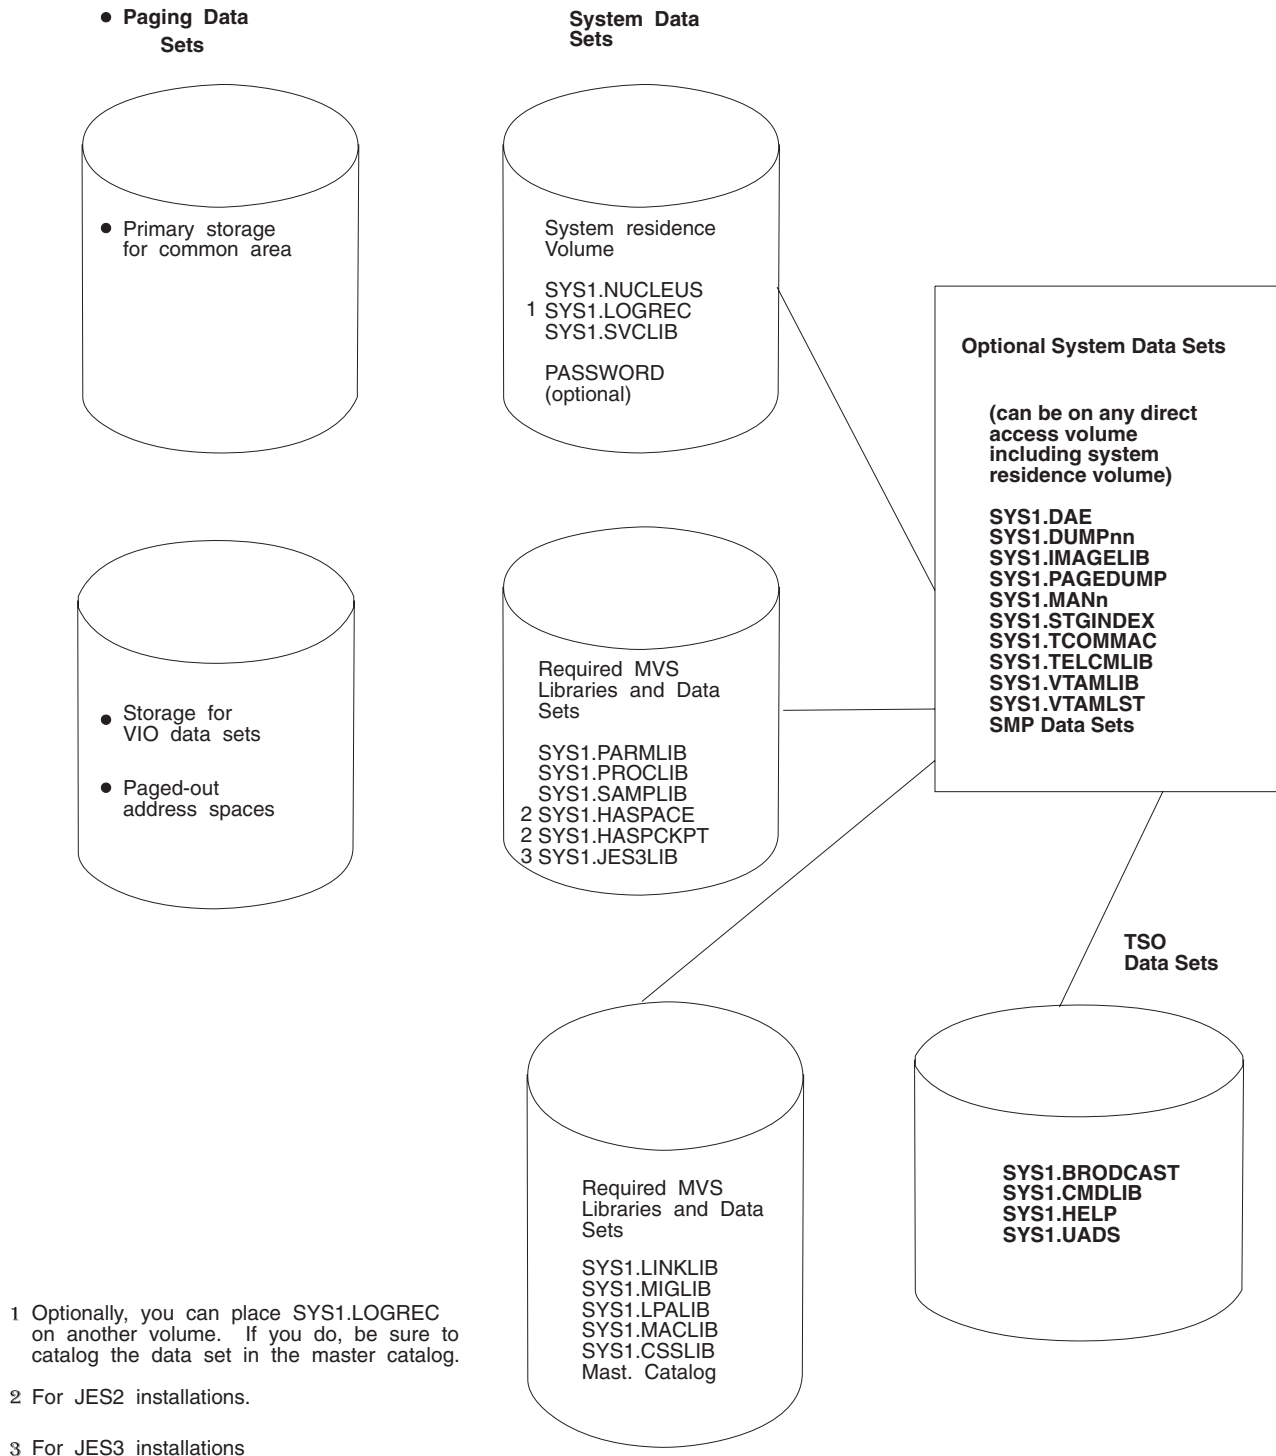 ● Paging Data
Sets
System Data
Sets
● Primary storage
for common area
System residence
Volume
SYS1.NUCLEUS
1 SYS1.LOGREC
SYS1.SVCLIB
PASSWORD
(optional)
Optional System Data Sets
(can be on any direct
access volume
including system
residence volume)
SYS1.DAE
SYS1.DUMPnn
SYS1.IMAGELIB
SYS1.PAGEDUMP
SYS1.MANn
SYS1.STGINDEX
SYS1.TCOMMAC
SYS1.TELCMLIB
SYS1.VTAMLIB
SYS1.VTAMLST
SMP Data Sets
● Storage for
VIO data sets
● Paged-out
address spaces
Required MVS
Libraries and Data
Sets
SYS1.PARMLIB
SYS1.PROCLIB
SYS1.SAMPLIB
2 SYS1.HASPACE
2 SYS1.HASPCKPT
3 SYS1.JES3LIB
TSO
Data Sets
SYS1.BRODCAST
SYS1.CMDLIB
SYS1.HELP
SYS1.UADS
Required MVS
Libraries and Data
Sets
SYS1.LINKLIB
SYS1.MIGLIB
SYS1.LPALIB
SYS1.MACLIB
SYS1.CSSLIB
Mast. Catalog
1 Optionally, you can place SYS1.LOGREC
on another volume. If you do, be sure to
catalog the data set in the master catalog.
2 For JES2 installations.
3 For JES3 installations